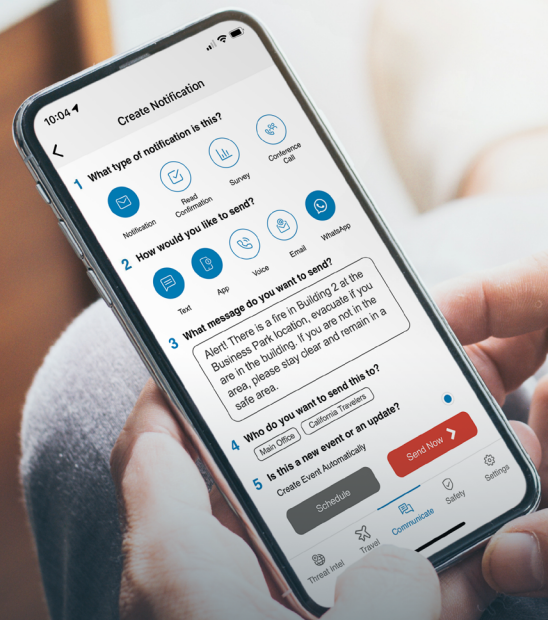 10:04
Create Notification
1 What type of notification is this?
Notification
Read
Confirmation
Survey
Conference
Call
2 How would you like to send?
Text
App
Voice
Email
WhatsApp
3 What message do you want to send?
Alert! There is a fire in Building 2 at the
Business Park location, evacuate if you
are in the building. If you are not in the
area, please stay clear and remain in a
safe area.
4 Who do you want to send this to?
Main Office
California Travelers
5 Is this a new event or an update?
Create Event Automatically
Schedule
Send Now
Threat Intel
Travel
Communicate
Safety
Settings